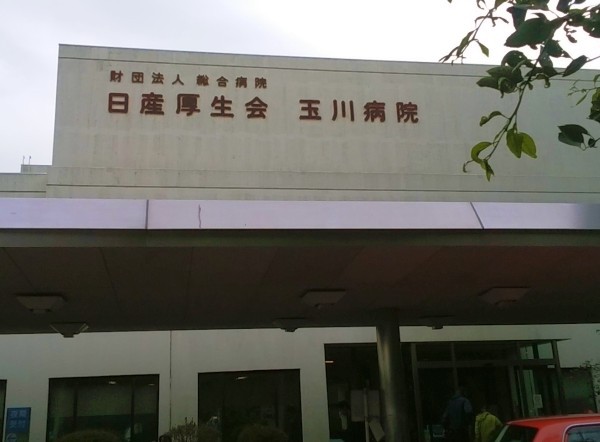 財団法人 総合病院
日産厚生会 玉川病院